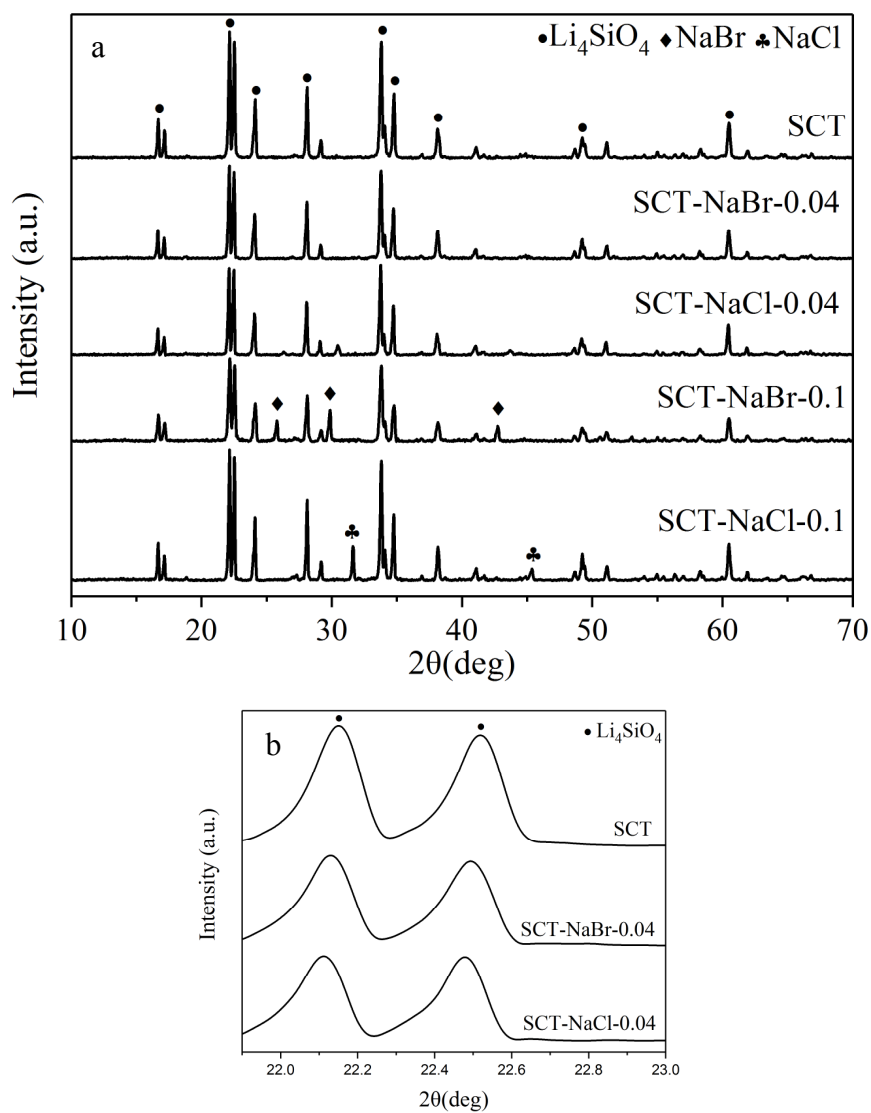 a
●Li₄SiO₄ ♦NaBr ♣NaCl
SCT
SCT-NaBr-0.04
SCT-NaCl-0.04
SCT-NaBr-0.1
SCT-NaCl-0.1
Intensity (a.u.)
10 20 30 40 50 60 70
2θ(deg)
b
● Li₄SiO₄
SCT
SCT-NaBr-0.04
SCT-NaCl-0.04
Intensity (a.u.)
22.0 22.2 22.4 22.6 22.8 23.0
2θ(deg)